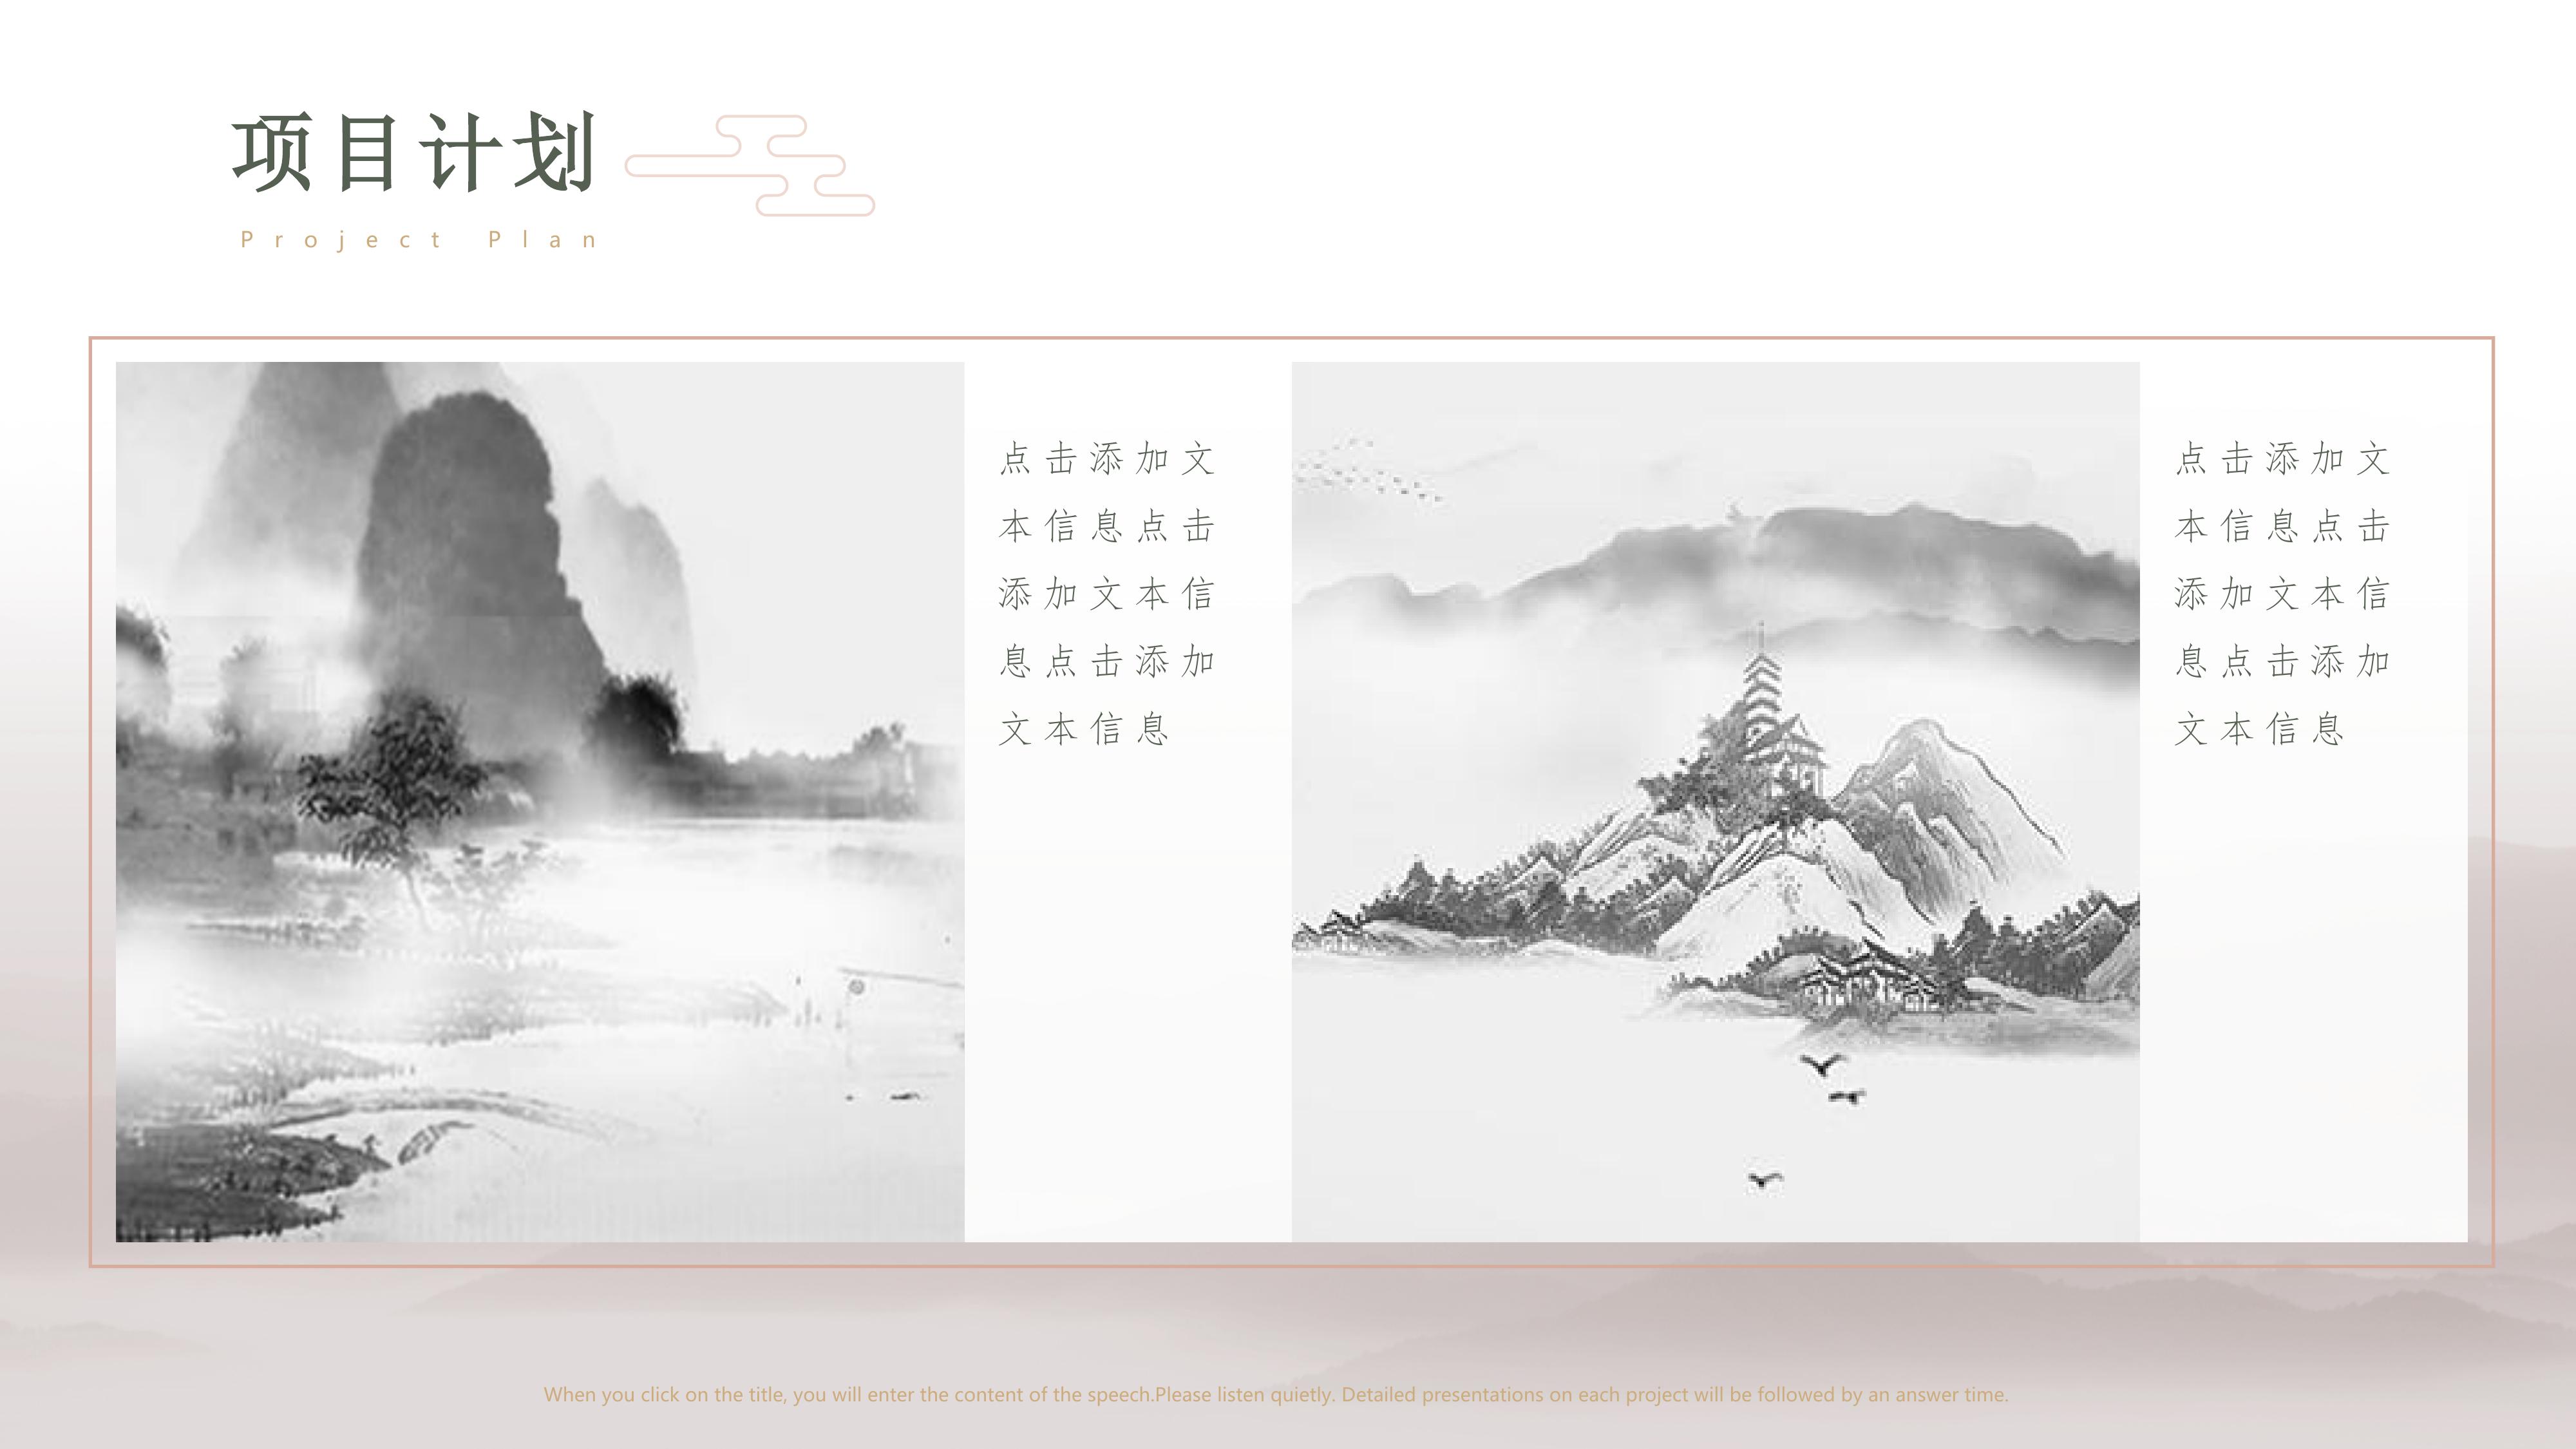 项目计划
Project Plan
点击添加文
本信息点击
添加文本信
息点击添加
文本信息
点击添加文
本信息点击
添加文本信
息点击添加
文本信息
When you click on the title, you will enter the content of the speech.Please listen quietly. Detailed presentations on each project will be followed by an answer time.